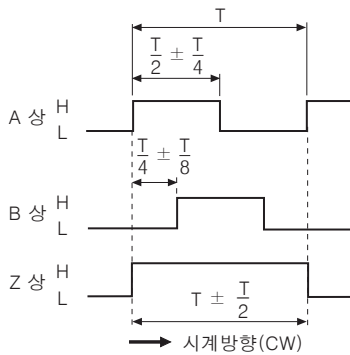 T
T/2 ± T/4
A 상 H
L
T/4 ± T/8
B 상 H
L
Z 상 H
L
T ± T/2
시계방향(CW)